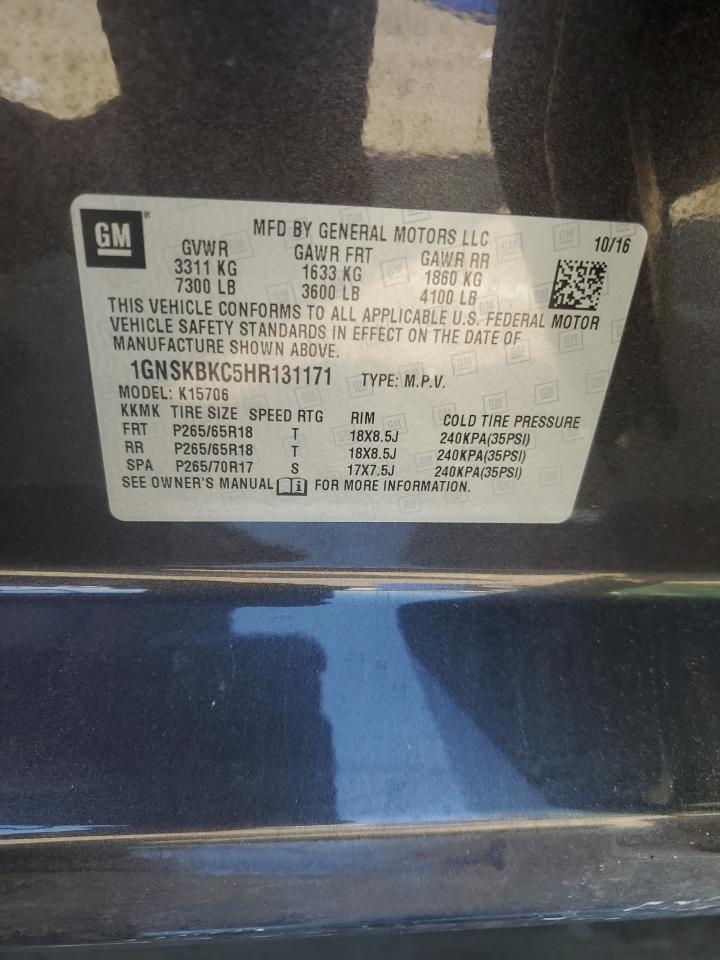 GM®
MFD BY GENERAL MOTORS LLC
10/16
GVWR GAWR FRT GAWR RR
3311 KG 1633 KG 1860 KG
7300 LB 3600 LB 4100 LB
THIS VEHICLE CONFORMS TO ALL APPLICABLE U.S. FEDERAL MOTOR
VEHICLE SAFETY STANDARDS IN EFFECT ON THE DATE OF
MANUFACTURE SHOWN ABOVE.
1GNSKBKC5HR131171 TYPE: M.P.V.
MODEL: K15706
KKMK TIRE SIZE SPEED RTG RIM COLD TIRE PRESSURE
FRT P265/65R18 T 18X8.5J 240KPA(35PSI)
RR P265/65R18 T 18X8.5J 240KPA(35PSI)
SPA P265/70R17 S 17X7.5J 240KPA(35PSI)
SEE OWNER'S MANUAL i FOR MORE INFORMATION.